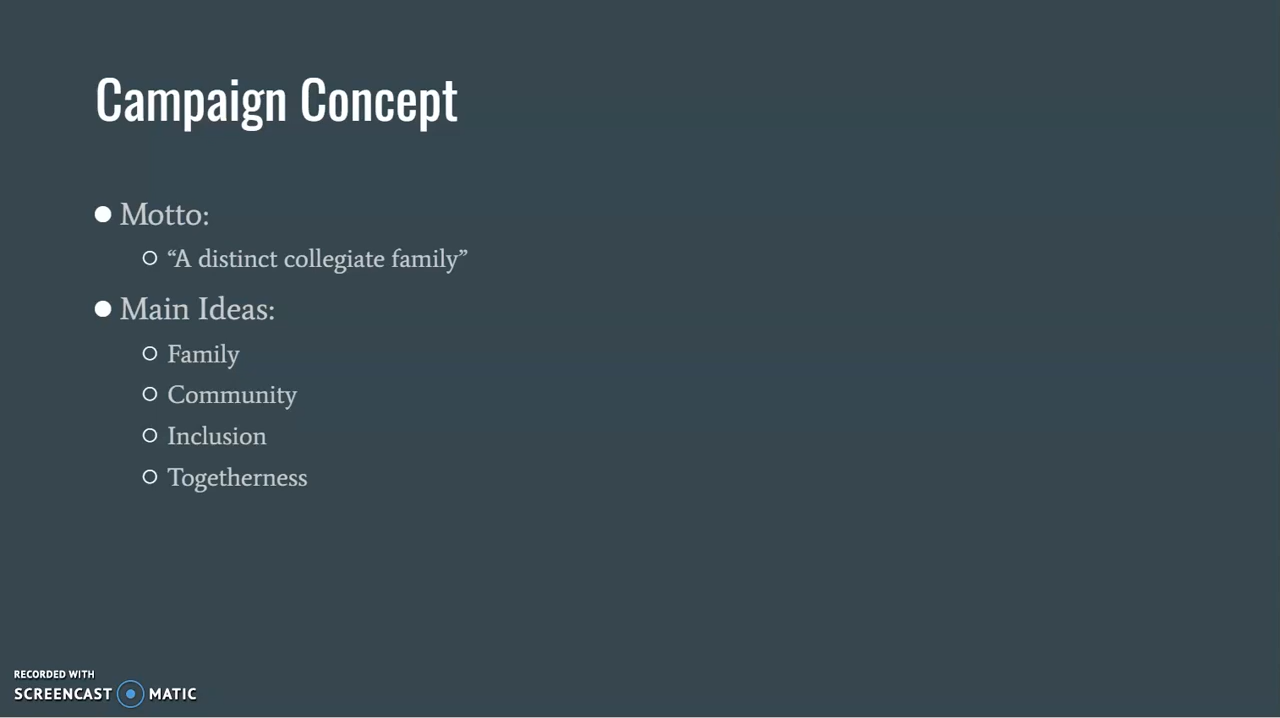 Campaign Concept
Motto:
“A distinct collegiate family”
Main Ideas:
Family
Community
Inclusion
Togetherness
RECORDED WITH
SCREENCAST MATIC